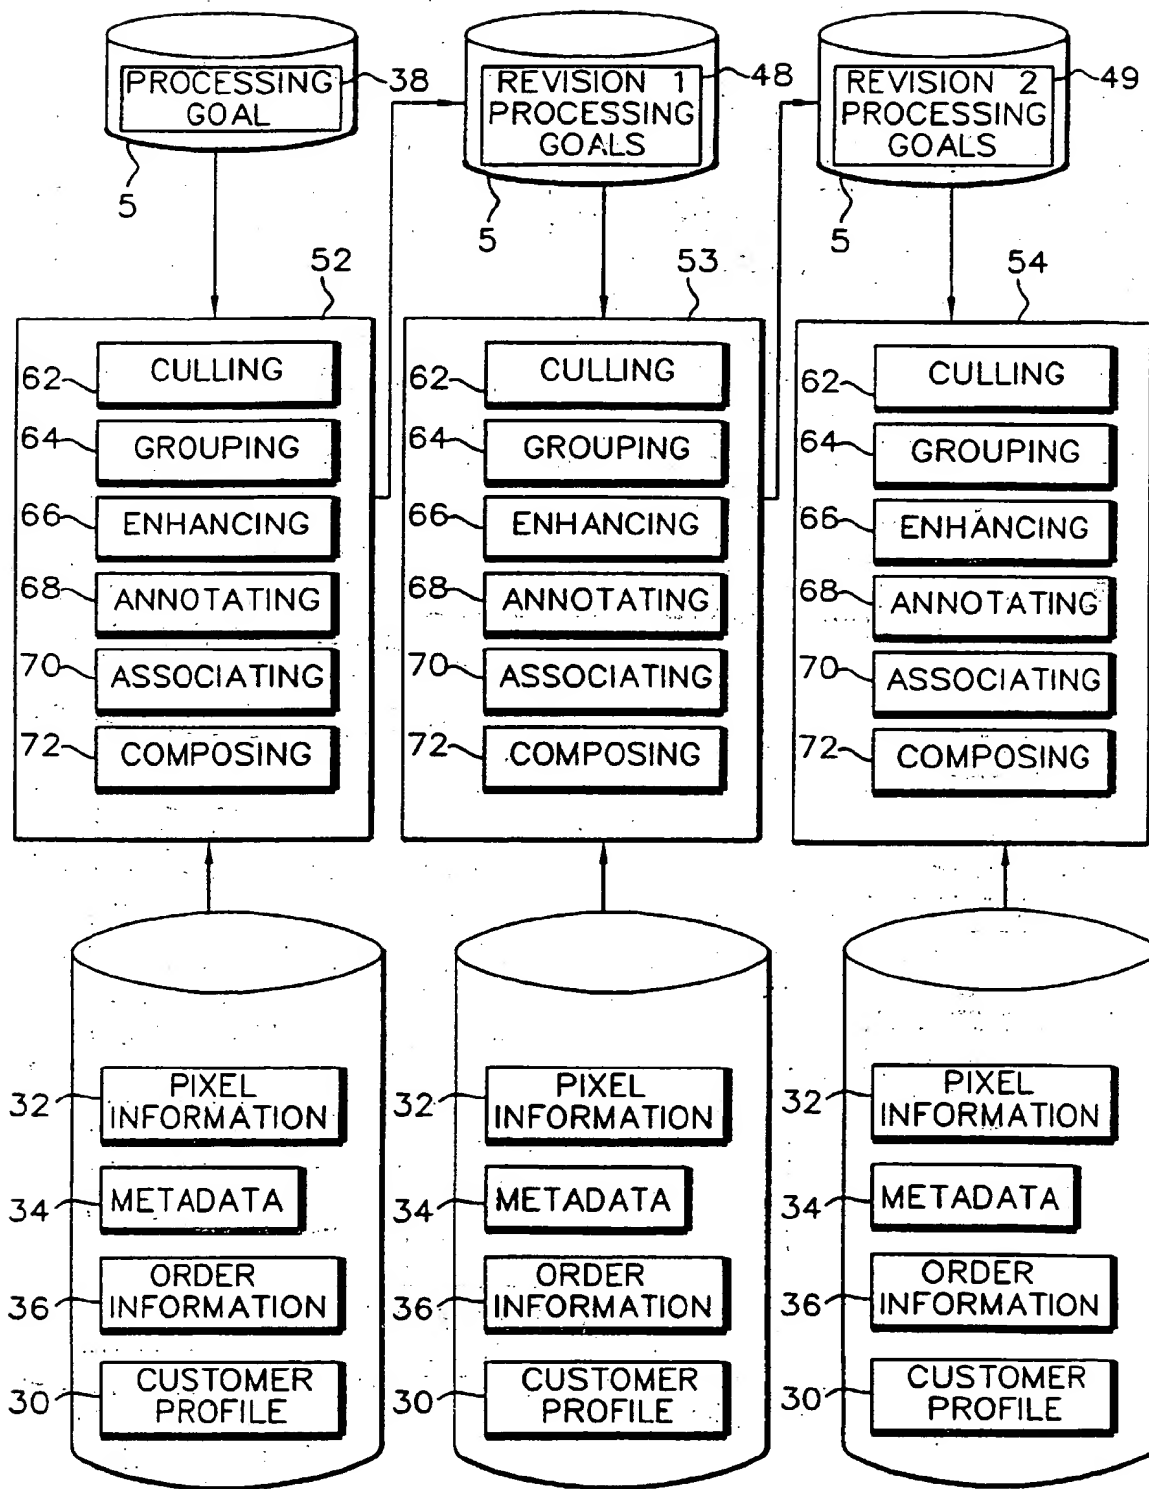 PROCESSING
GOAL
38
5
REVISION 1
PROCESSING
GOALS
48
5
REVISION 2
PROCESSING
GOALS
49
5
52
62
CULLING
64
GROUPING
66
ENHANCING
68
ANNOTATING
70
ASSOCIATING
72
COMPOSING
53
62
CULLING
64
GROUPING
66
ENHANCING
68
ANNOTATING
70
ASSOCIATING
72
COMPOSING
54
62
CULLING
64
GROUPING
66
ENHANCING
68
ANNOTATING
70
ASSOCIATING
72
COMPOSING
32
PIXEL
INFORMATION
34
METADATA
36
ORDER
INFORMATION
30
CUSTOMER
PROFILE
32
PIXEL
INFORMATION
34
METADATA
36
ORDER
INFORMATION
30
CUSTOMER
PROFILE
32
PIXEL
INFORMATION
34
METADATA
36
ORDER
INFORMATION
30
CUSTOMER
PROFILE